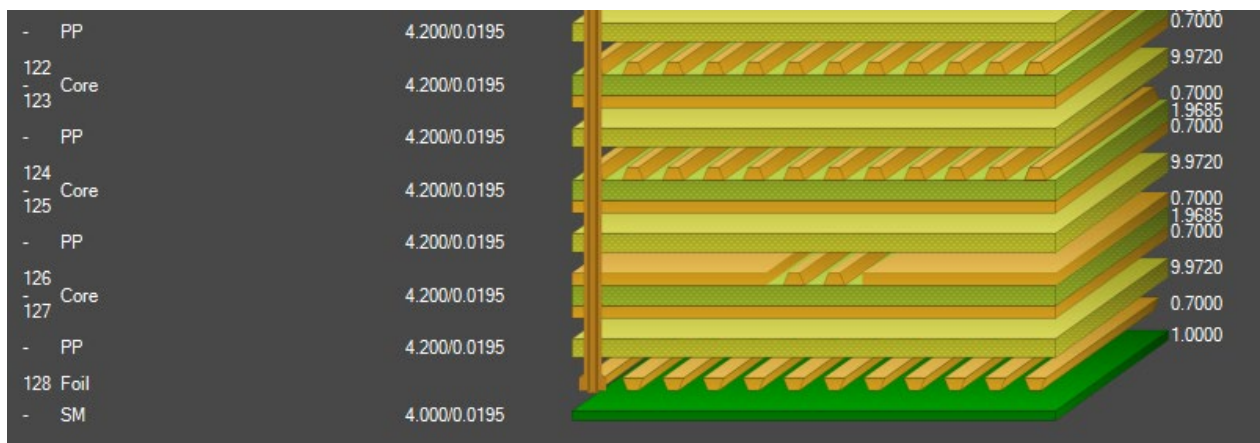 - PP 4.200/0.0195 0.7000
122
- Core 4.200/0.0195 9.9720
123
0.7000
1.9685
- PP 4.200/0.0195 0.7000
124
- Core 4.200/0.0195 9.9720
125
0.7000
1.9685
- PP 4.200/0.0195 0.7000
126
- Core 4.200/0.0195 9.9720
127
0.7000
- PP 4.200/0.0195 1.0000
128 Foil
- SM 4.000/0.0195